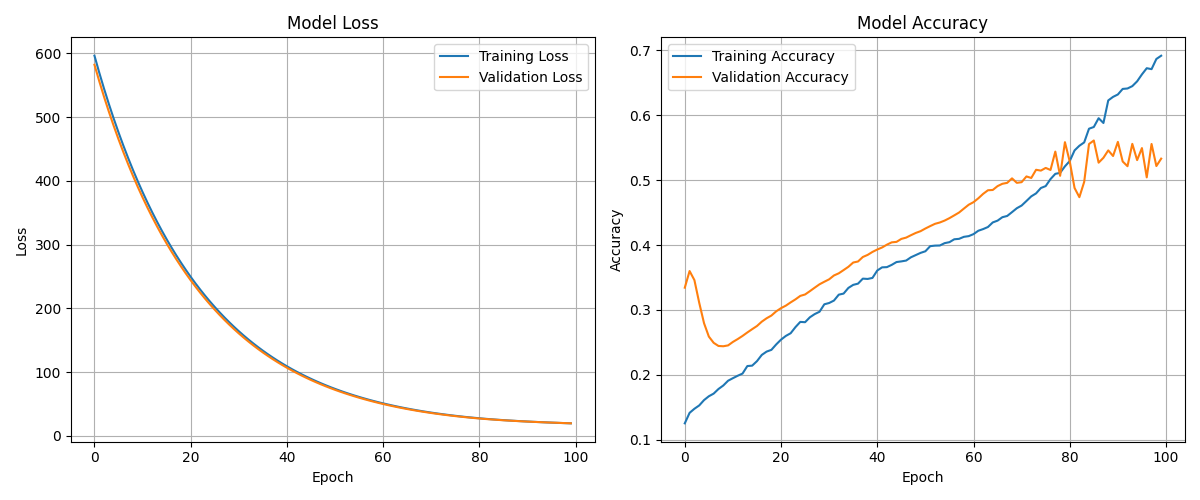 Model Loss
600
500
400
300
200
100
0
Loss
0 20 40 60 80 100
Epoch
Training Loss
Validation Loss
Model Accuracy
0.7
0.6
0.5
0.4
0.3
0.2
0.1
Accuracy
0 20 40 60 80 100
Epoch
Training Accuracy
Validation Accuracy